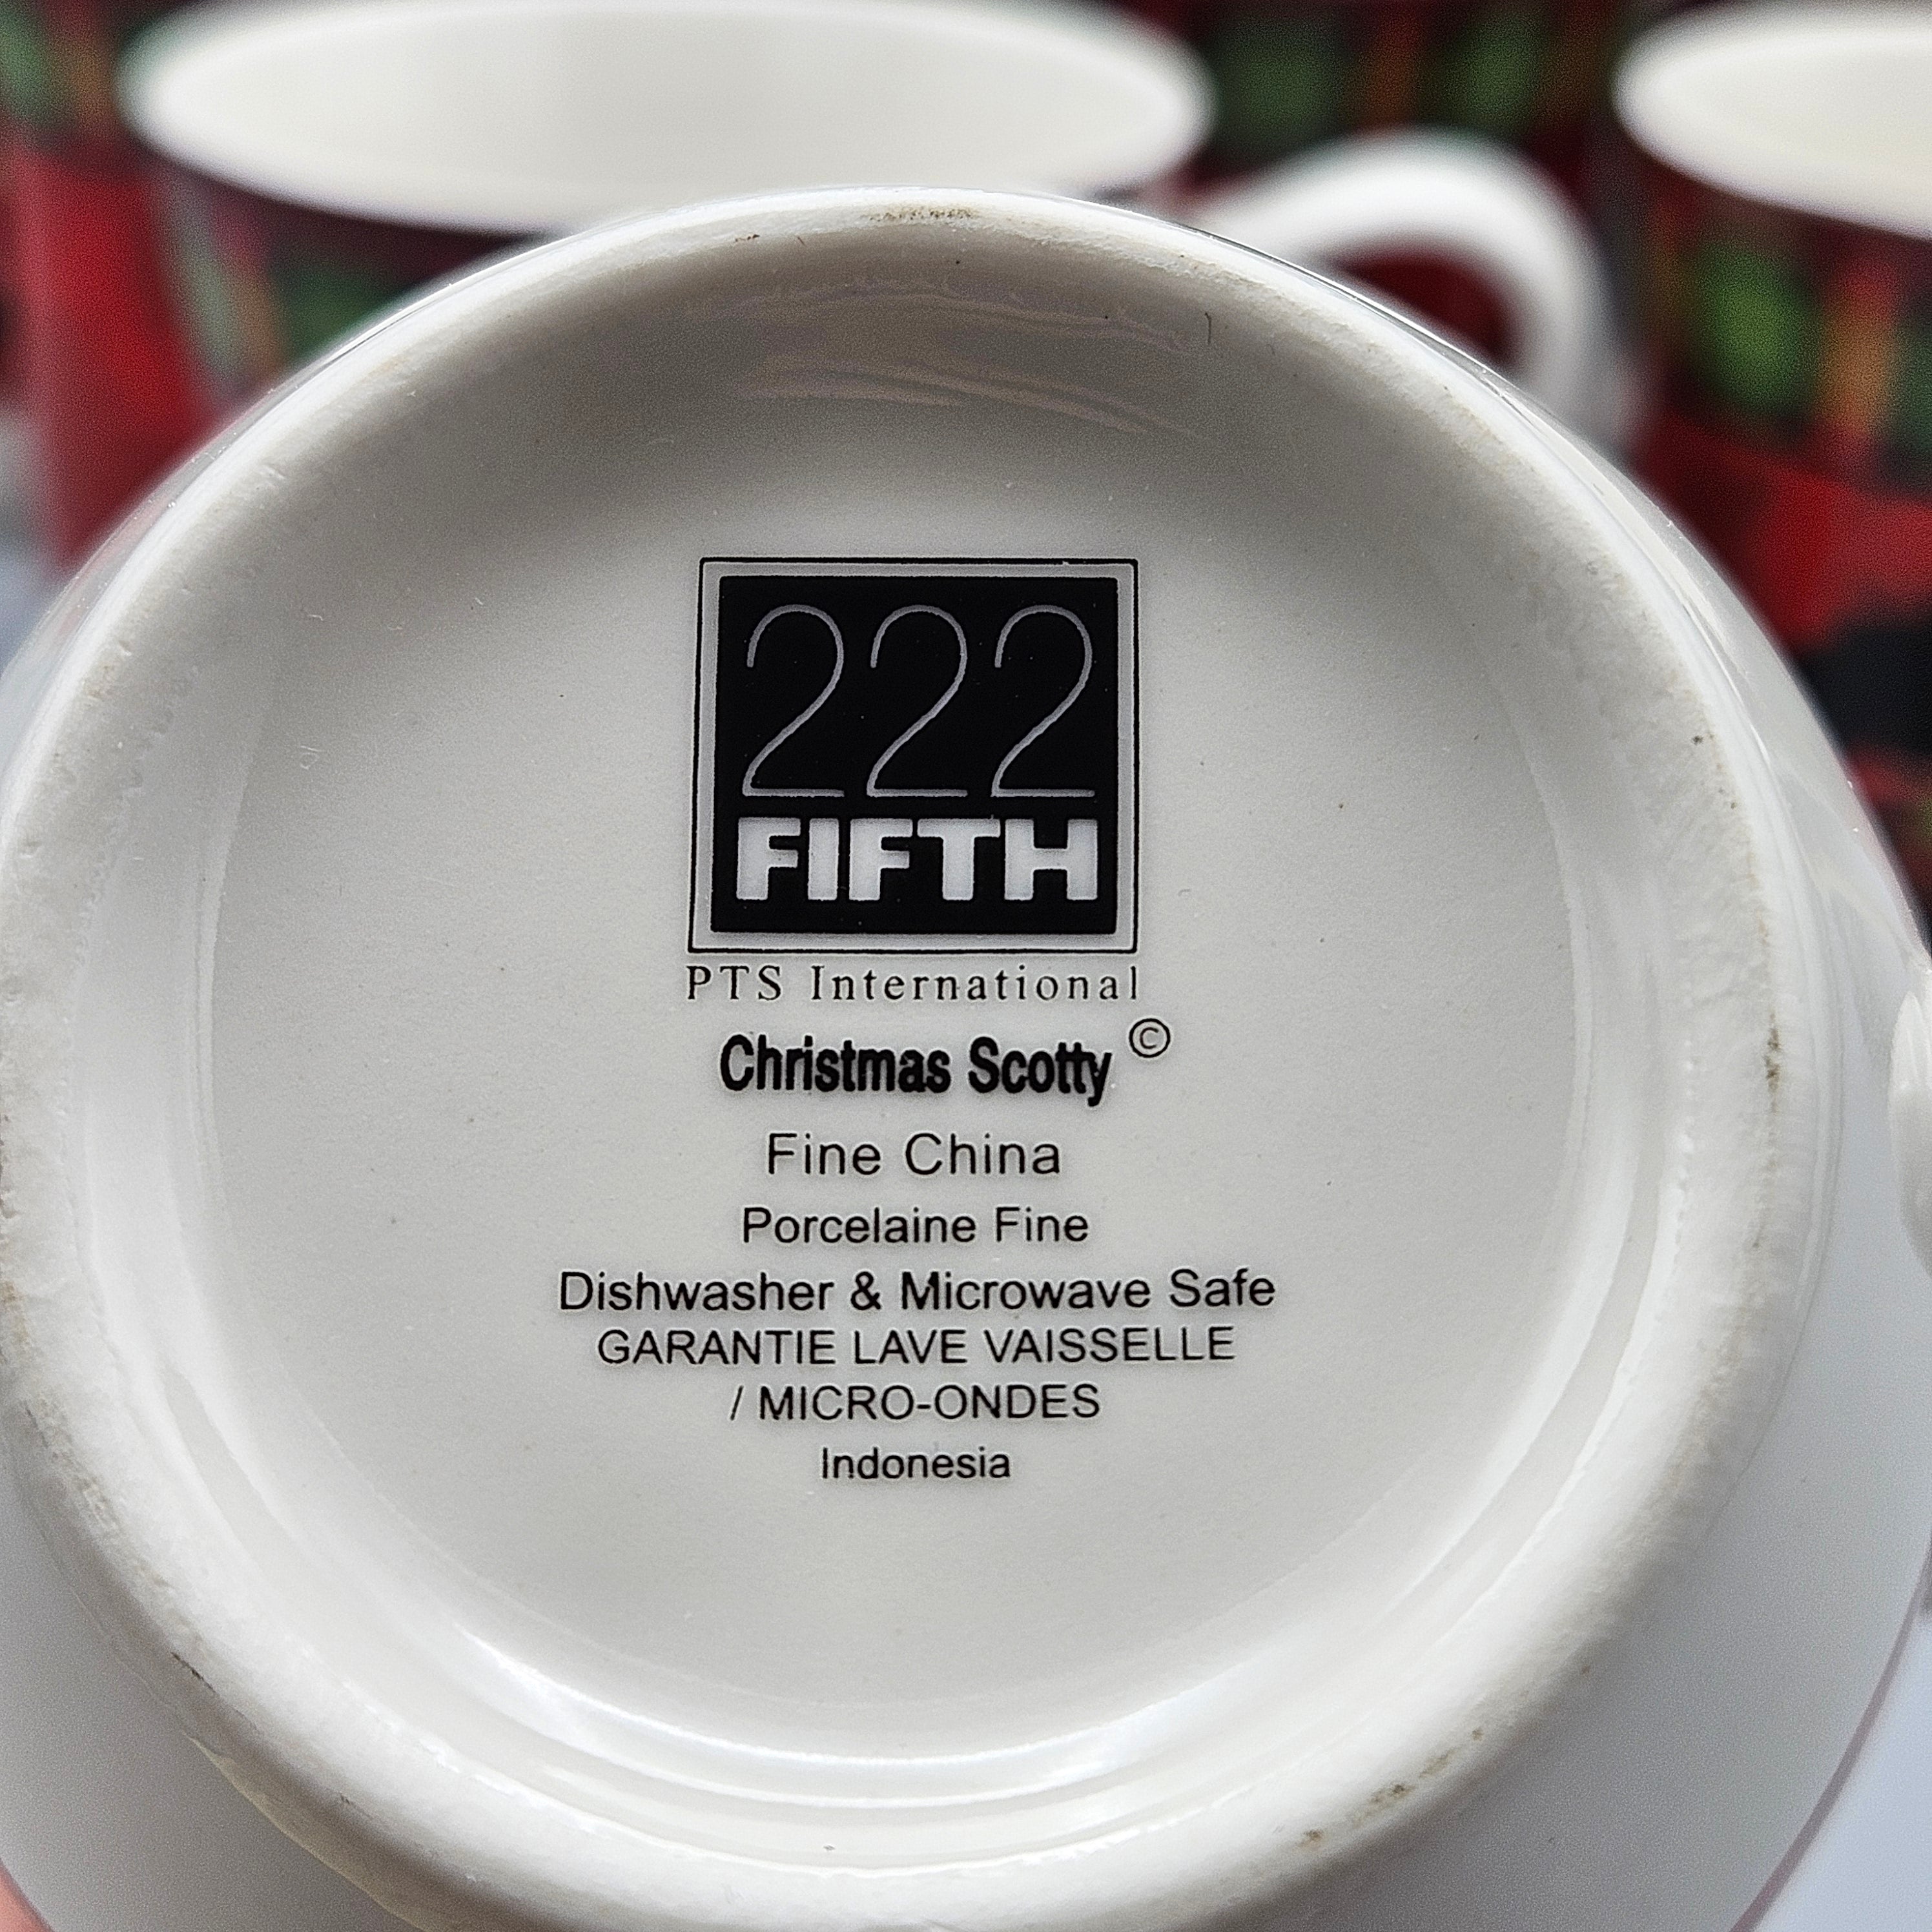 222
FIFTH
PTS International
Christmas Scotty ©
Fine China
Porcelaine Fine
Dishwasher & Microwave Safe
GARANTIE LAVE VAISSELLE
/ MICRO-ONDES
Indonesia